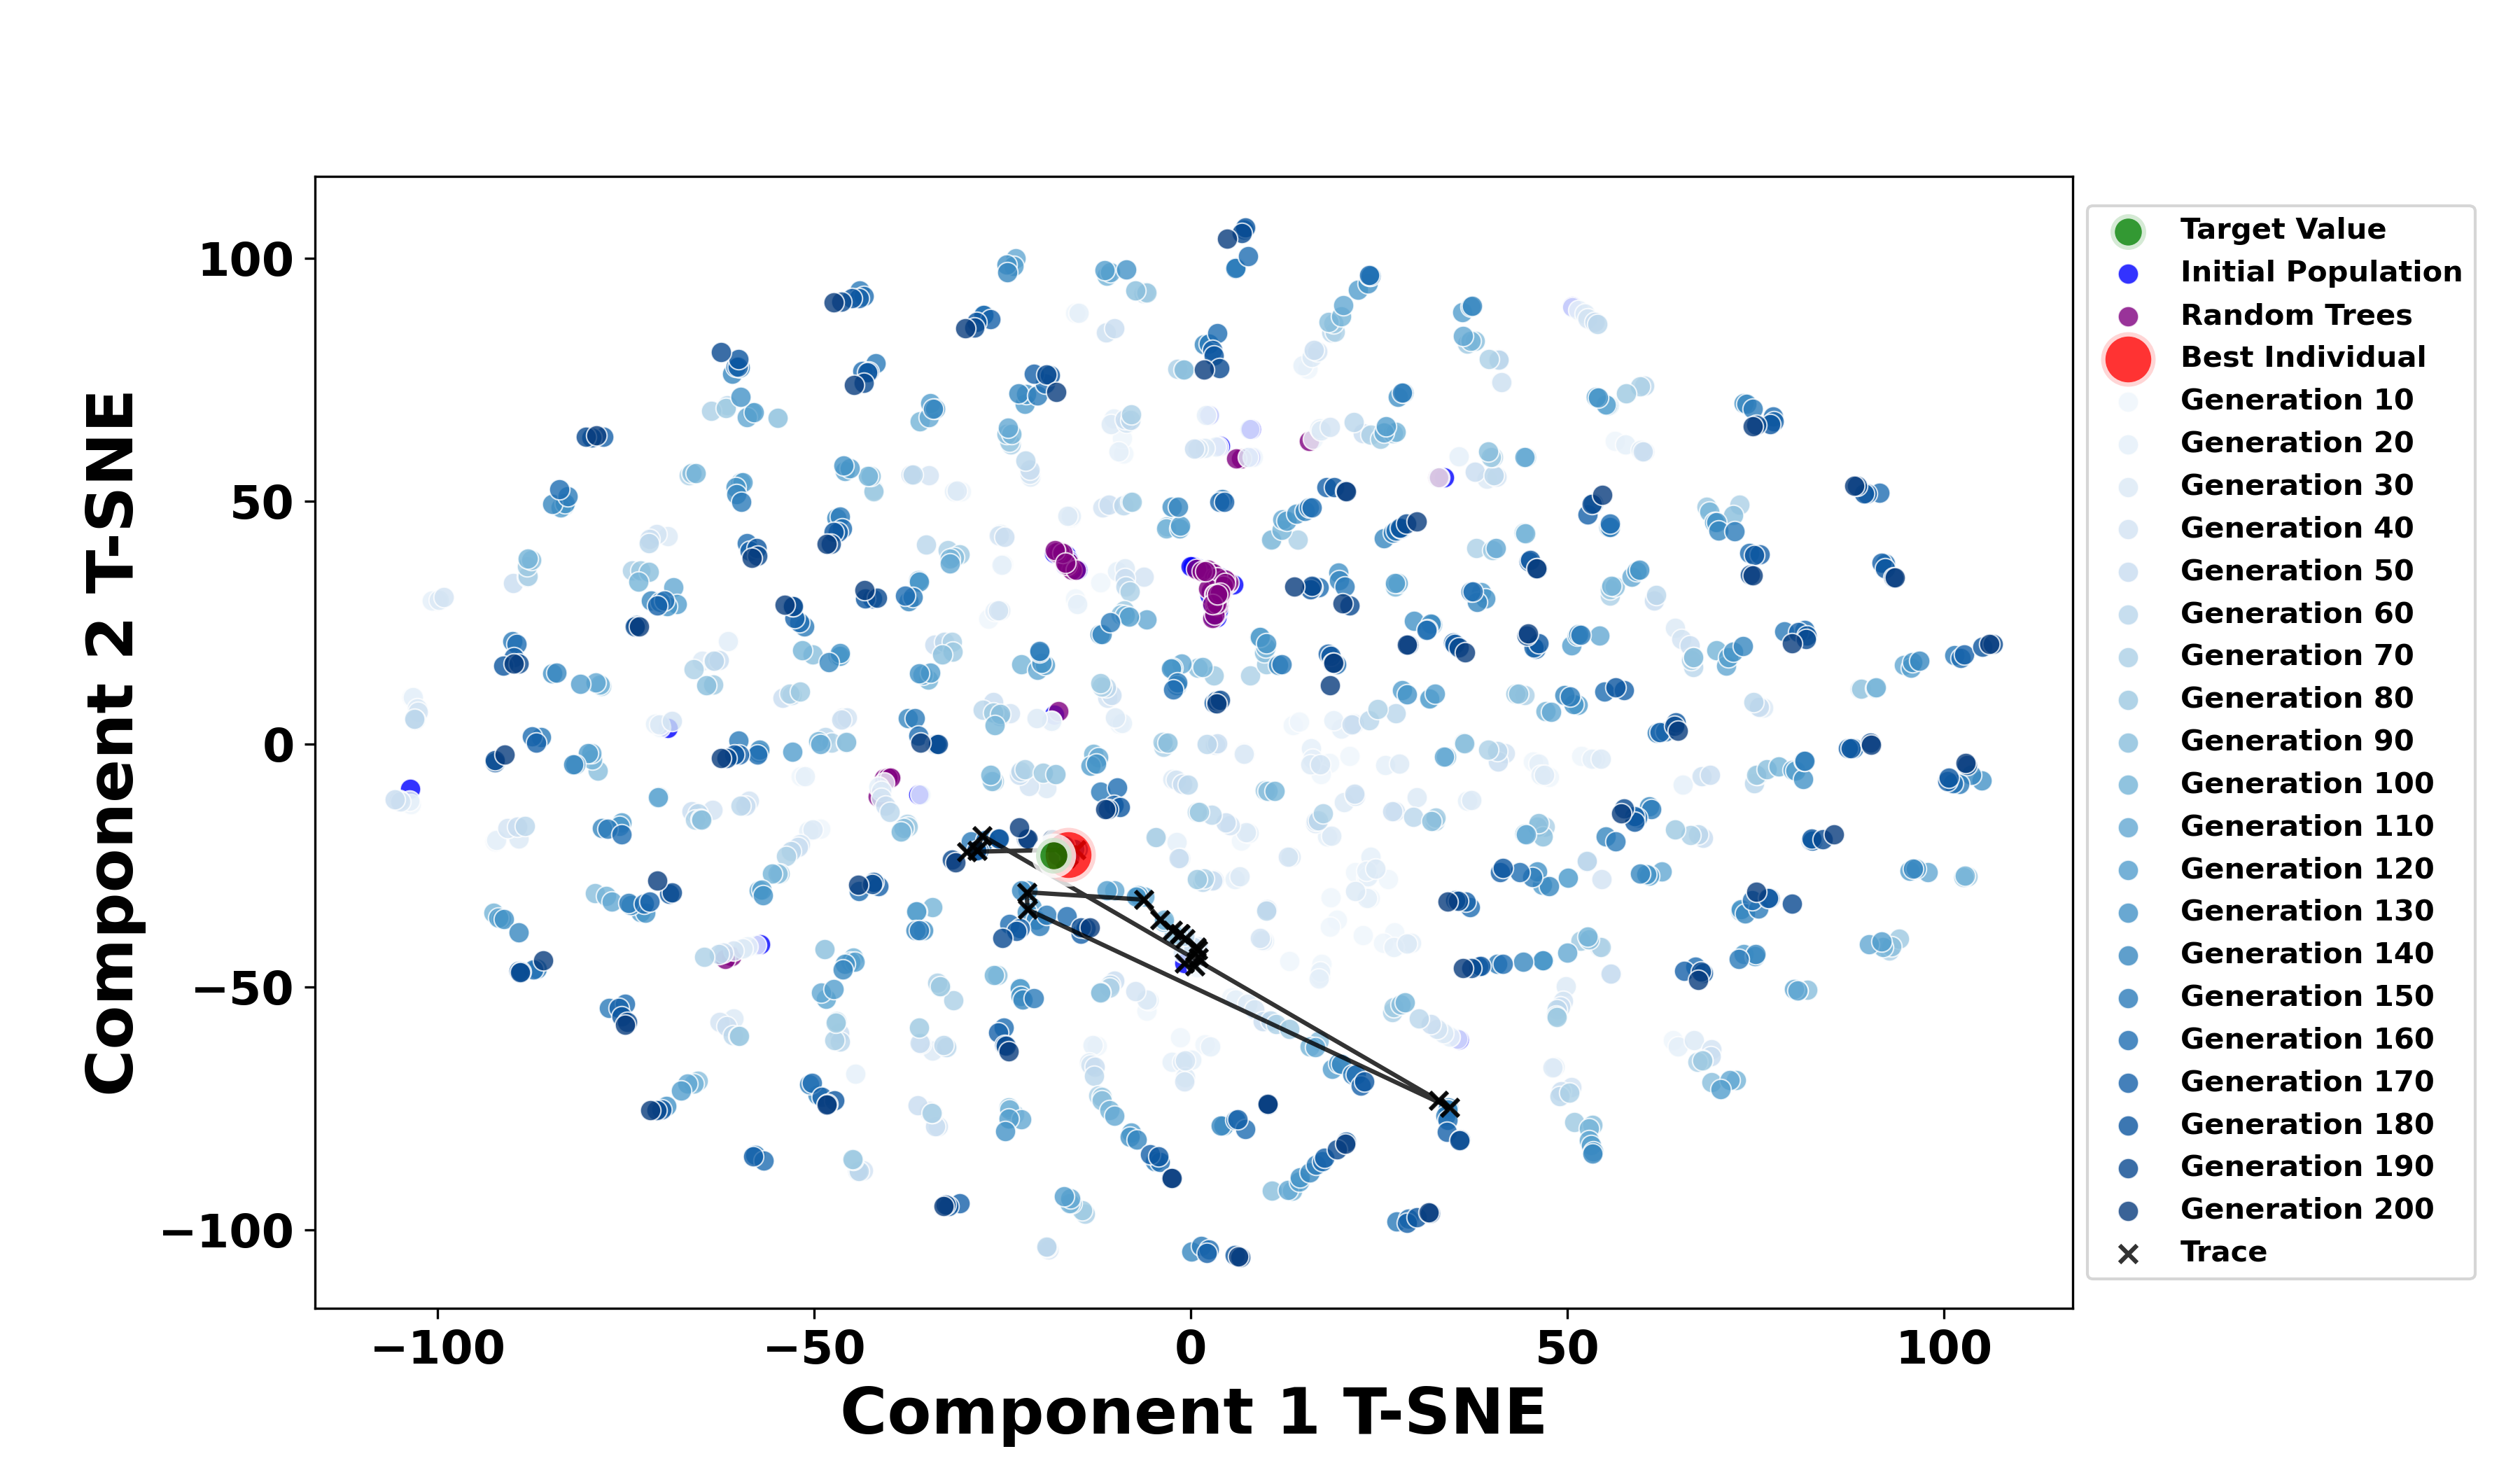 Component 2 T-SNE
100
50
0
−50
−100
−100
−50
0
50
100
Component 1 T-SNE
Target Value
Initial Population
Random Trees
Best Individual
Generation 10
Generation 20
Generation 30
Generation 40
Generation 50
Generation 60
Generation 70
Generation 80
Generation 90
Generation 100
Generation 110
Generation 120
Generation 130
Generation 140
Generation 150
Generation 160
Generation 170
Generation 180
Generation 190
Generation 200
Trace